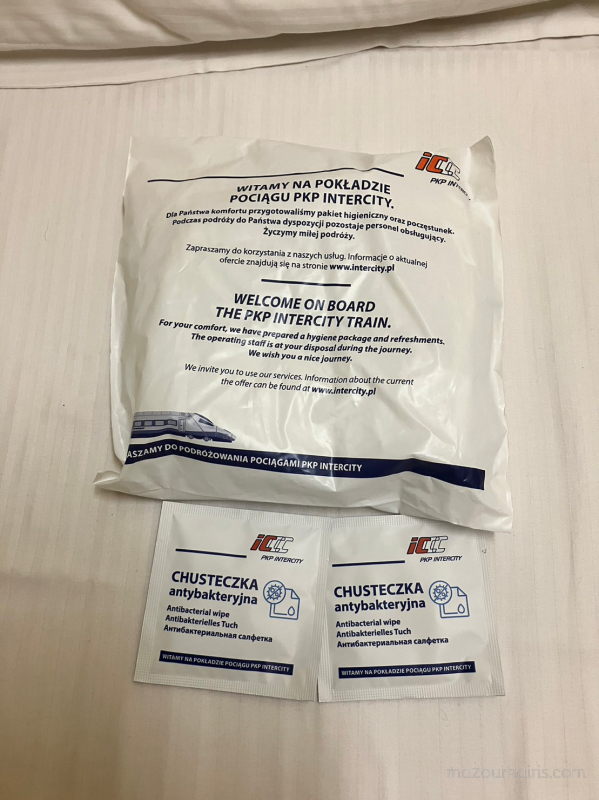 iC
PKP INTERCITY
WITAMY NA POKŁADZIE
POCIĄGU PKP INTERCITY.
Dla Państwa komfortu przygotowaliśmy pakiet higieniczny oraz poczęstunek.
Podczas podróży do Państwa dyspozycji pozostaje personel obsługujący.
Życzymy miłej podróży.
Zapraszamy do korzystania z naszych usług. Informacje o aktualnej
ofercie znajdują się na stronie www.intercity.pl
WELCOME ON BOARD
THE PKP INTERCITY TRAIN.
For your comfort, we have prepared a hygiene package and refreshments.
The operating staff is at your disposal during the journey.
We wish you a nice journey.
We invite you to use our services. Information about the current
the offer can be found at www.intercity.pl
ASZAMY DO PODRÓŻOWANIA POCIĄGAMI PKP INTERCITY
iC
PKP INTERCITY
CHUSTECZKA
antybakteryjna
Antibacterial wipe
Antibakterielles Tuch
Антибактериальная салфетка
WITAMY NA POKŁADZIE POCIĄGU PKP INTERCITY
iC
PKP INTERCITY
CHUSTECZKA
antybakteryjna
Antibacterial wipe
Antibakterielles Tuch
Антибактериальная салфетка
WITAMY NA POKŁADZIE POCIĄGU PKP INTERCITY